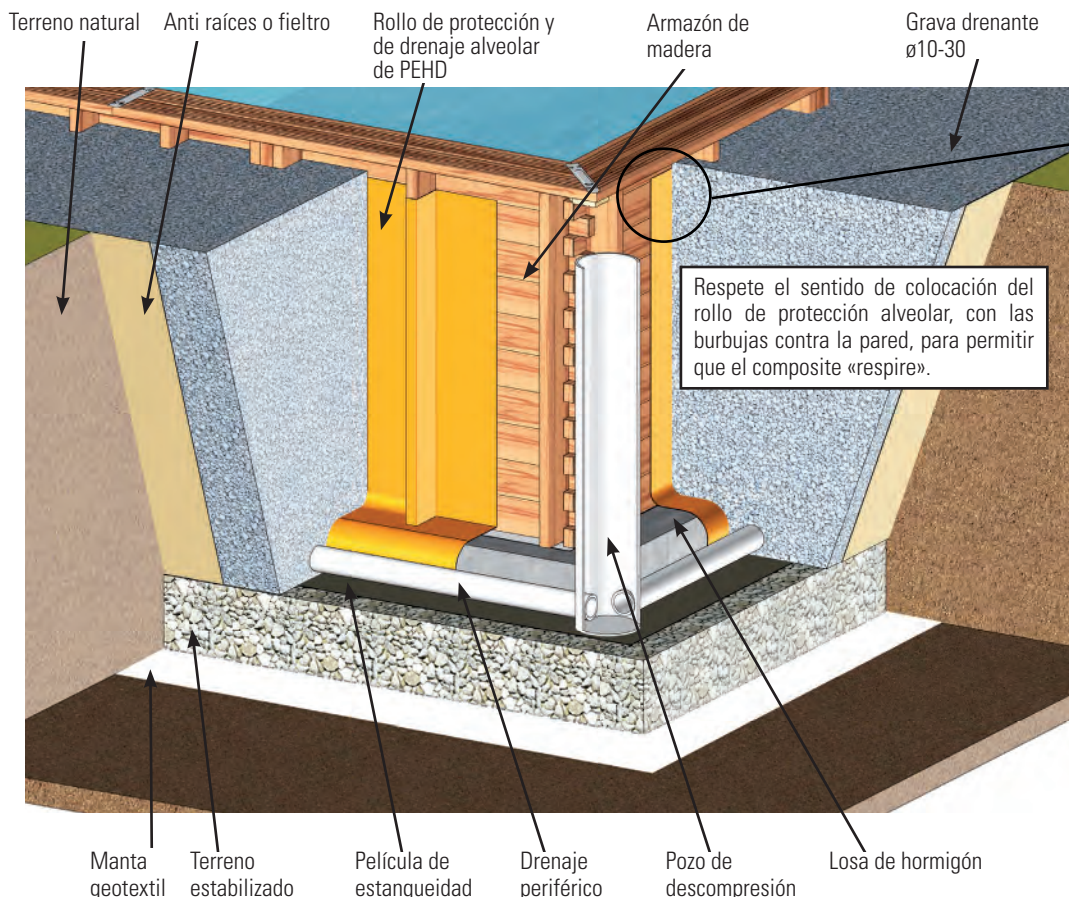 Terreno natural
Anti raíces o fieltro
Rollo de protección y
de drenaje alveolar
de PEHD
Armazón de
madera
Grava drenante
ø10-30
Respete el sentido de colocación del
rollo de protección alveolar, con las
burbujas contra la pared, para permitir
que el composite «respire».
Manta
geotextil
Terreno
estabilizado
Película de
estanqueidad
Drenaje
periférico
Pozo de
descompresión
Losa de hormigón